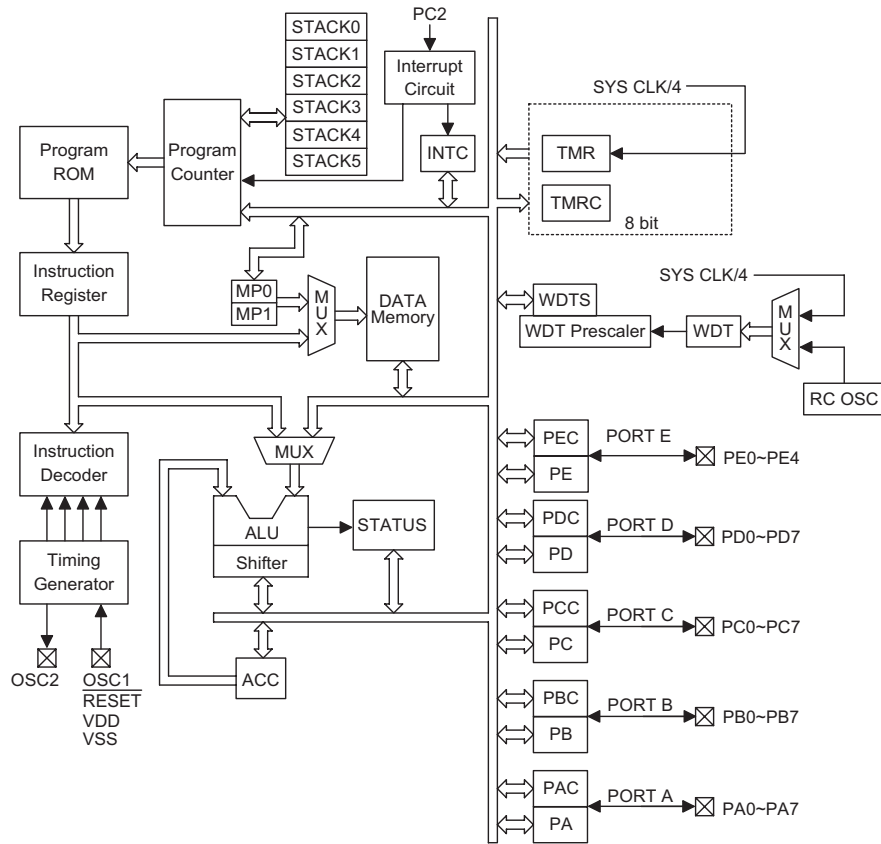 STACK0
STACK1
STACK2
STACK3
STACK4
STACK5
PC2
Interrupt
Circuit
INTC
Program
ROM
Program
Counter
SYS CLK/4
TMR
TMRC
8 bit
Instruction
Register
MP0
MP1
MUX
DATA
Memory
WDTS
WDT Prescaler
WDT
SYS CLK/4
MUX
RC OSC
Instruction
Decoder
MUX
ALU
Shifter
STATUS
Timing
Generator
ACC
OSC2
OSC1
RESET
VDD
VSS
PEC
PE
PORT E
PE0~PE4
PDC
PD
PORT D
PD0~PD7
PCC
PC
PORT C
PC0~PC7
PBC
PB
PORT B
PB0~PB7
PAC
PA
PORT A
PA0~PA7